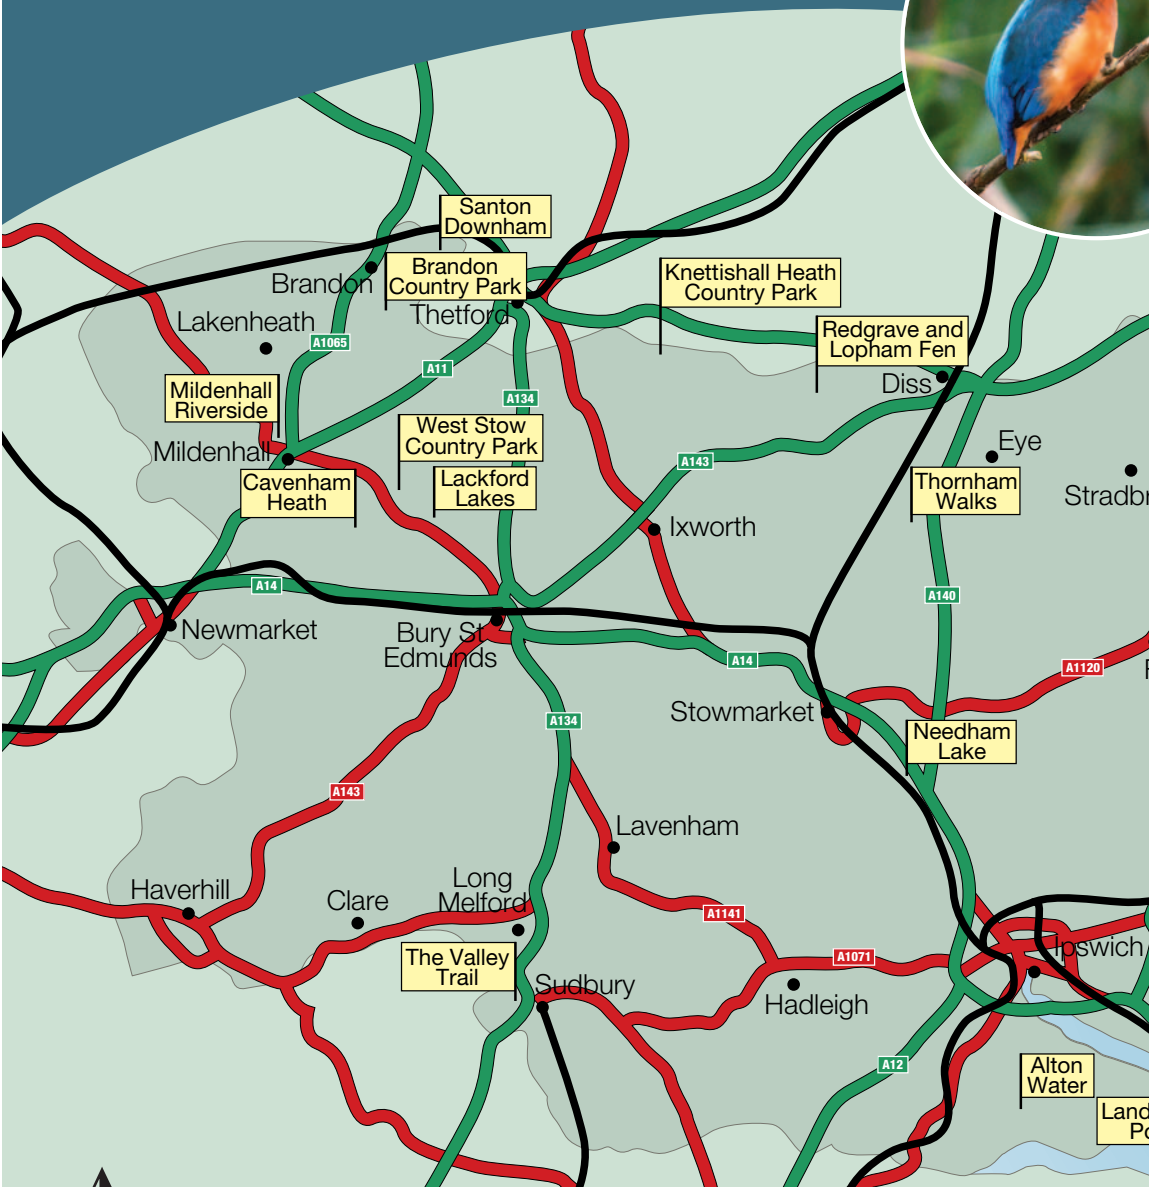 Santon
Downham
Brandon
Brandon
Country Park
Thetford
Knettishall Heath
Country Park
Redgrave and
Lopham Fen
Diss
Lakenheath
A1065
A11
A134
Mildenhall
Riverside
Mildenhall
Cavenham
Heath
West Stow
Country Park
Lackford
Lakes
A143
Eye
Thornham
Walks
Stradbr
Ixworth
A14
A140
Newmarket
Bury St
Edmunds
A14
A1120
Stowmarket
A134
Needham
Lake
A143
Lavenham
Haverhill
Clare
Long
Melford
A1141
The Valley
Trail
Sudbury
A1071
Hadleigh
Ipswich
A12
Alton
Water
Land
Po